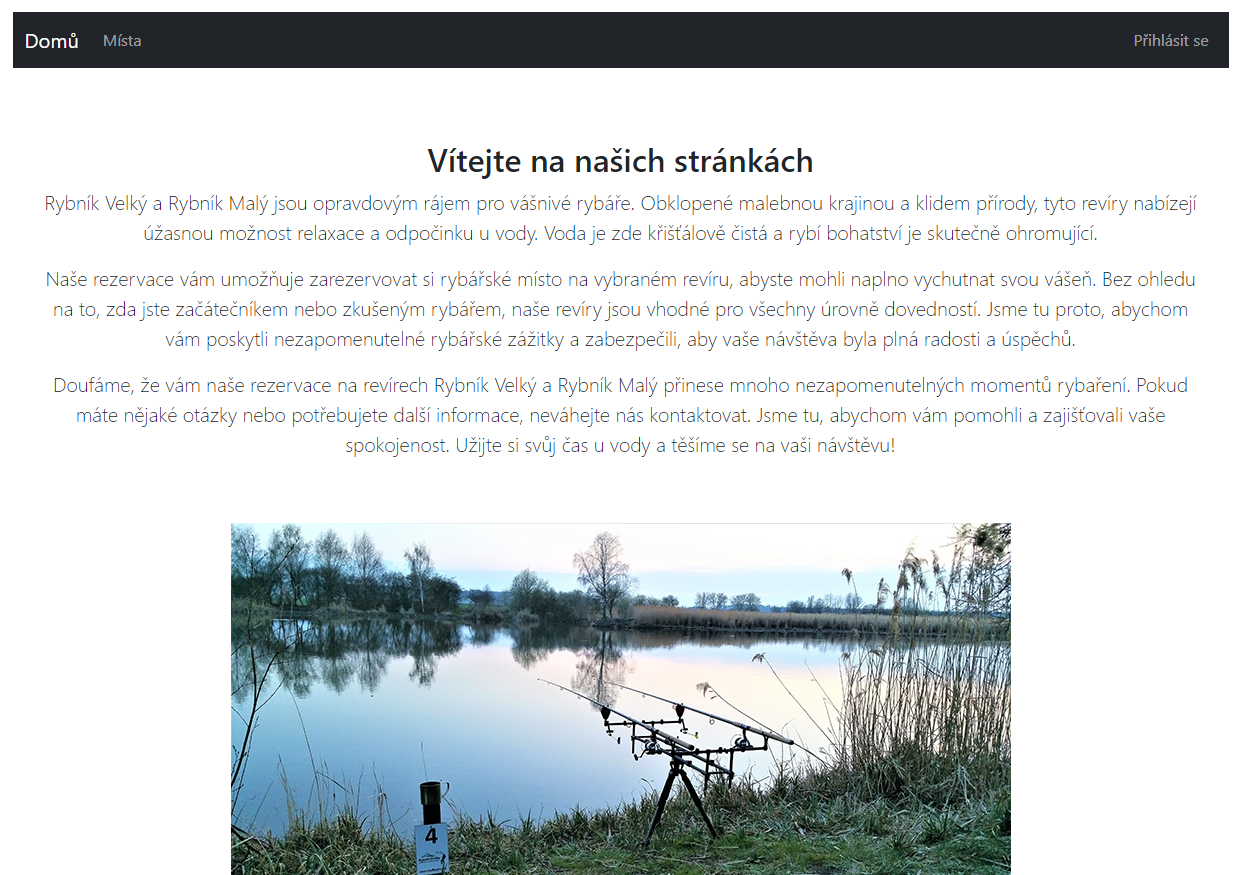 Domů
Místa
Přihlásit se
Vítejte na našich stránkách
Rybník Velký a Rybník Malý jsou opravdovým rájem pro vášnivé rybáře. Obklopené malebnou krajinou a klidem přírody, tyto revíry nabízejí
úžasnou možnost relaxace a odpočinku u vody. Voda je zde křišťálově čistá a rybí bohatství je skutečně ohromující.
Naše rezervace vám umožňuje zarezervovat si rybářské místo na vybraném revíru, abyste mohli naplno vychutnat svou vášeň. Bez ohledu
na to, zda jste začátečníkem nebo zkušeným rybářem, naše revíry jsou vhodné pro všechny úrovně dovedností. Jsme tu proto, abychom
vám poskytli nezapomenutelné rybářské zážitky a zabezpečili, aby vaše návštěva byla plná radosti a úspěchů.
Doufáme, že vám naše rezervace na revírech Rybník Velký a Rybník Malý přinese mnoho nezapomenutelných momentů rybaření. Pokud
máte nějaké otázky nebo potřebujete další informace, neváhejte nás kontaktovat. Jsme tu, abychom vám pomohli a zajišťovali vaše
spokojenost. Užijte si svůj čas u vody a těšíme se na vaši návštěvu!
4